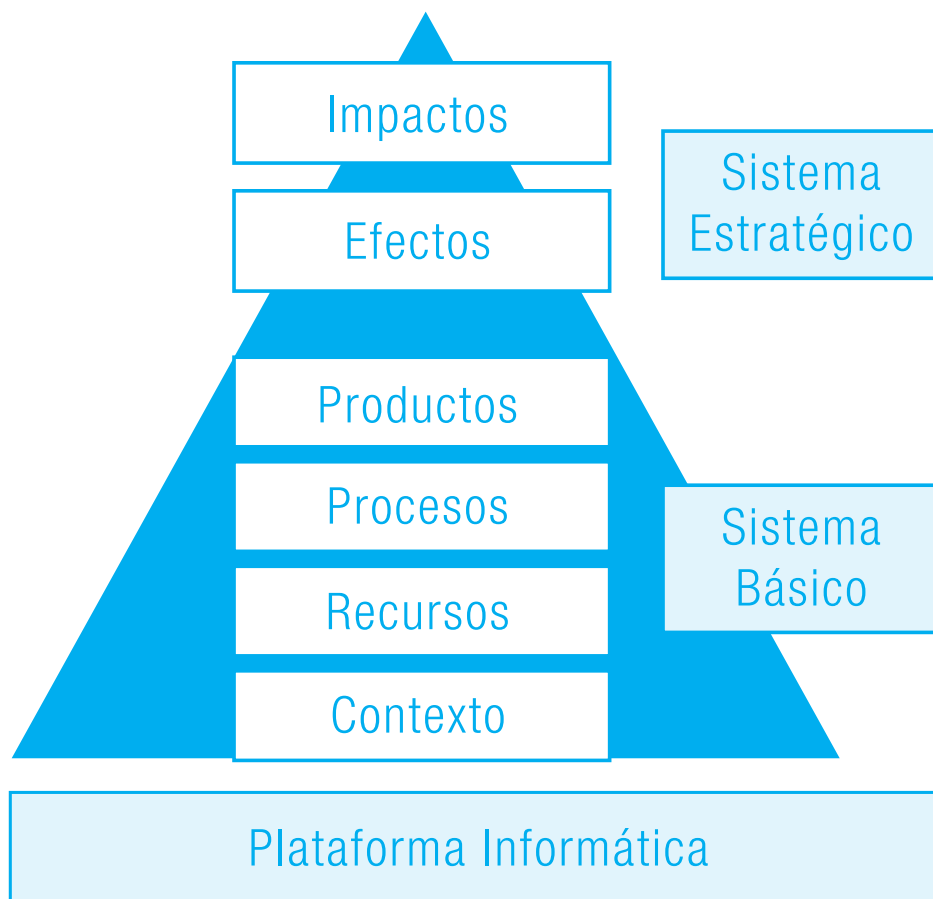 Impactos
Sistema
Estratégico
Efectos
Productos
Procesos
Sistema
Básico
Recursos
Contexto
Plataforma Informática